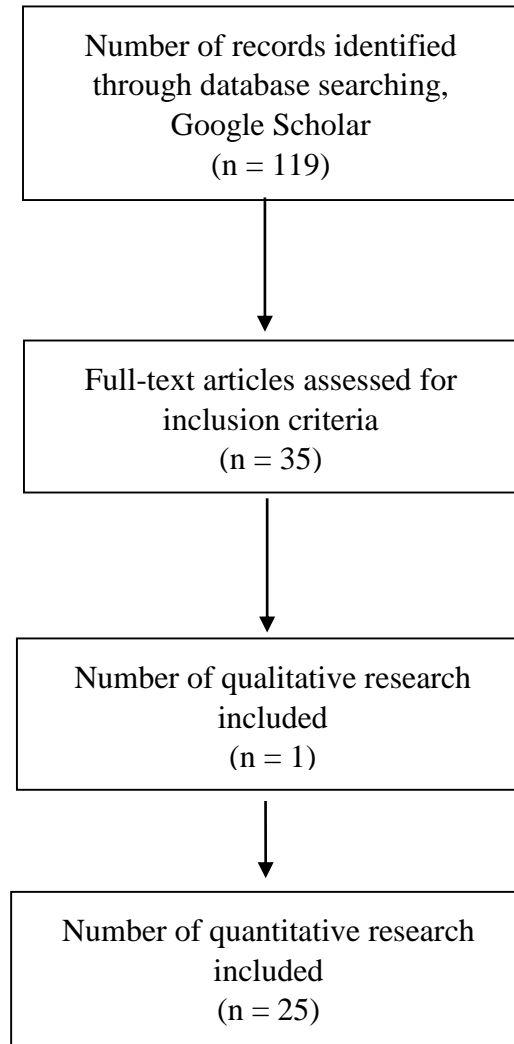 Number of records identified
through database searching,
Google Scholar
(n = 119)
Full-text articles assessed for
inclusion criteria
(n = 35)
Number of qualitative research
included
(n = 1)
Number of quantitative research
included
(n = 25)